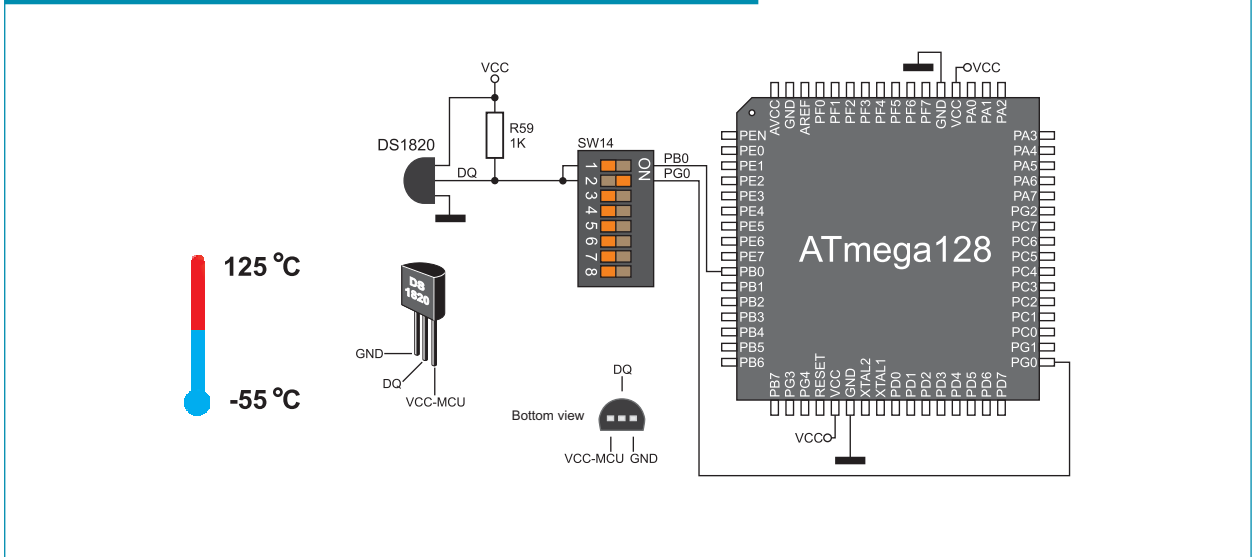 VCC
R59
1K
DS1820
DQ
SW14
ON
1
2
3
4
5
6
7
8
PB0
PG0
VCC
AVCC
GND
AREF
PF0
PF1
PF2
PF3
PF4
PF5
PF6
PF7
GND
VCC
PA0
PA1
PA2
PEN
PE0
PE1
PE2
PE3
PE4
PE5
PE6
PE7
PB0
PB1
PB2
PB3
PB4
PB5
PB6
ATmega128
PA3
PA4
PA5
PA6
PA7
PG2
PC7
PC6
PC5
PC4
PC3
PC2
PC1
PC0
PG1
PG0
PB7
PG3
PG4
RESET
VCC
GND
XTAL2
XTAL1
PD0
PD1
PD2
PD3
PD4
PD5
PD6
PD7
VCC
125 °C
-55 °C
DS
1820
GND
DQ
VCC-MCU
DQ
Bottom view
VCC-MCU GND